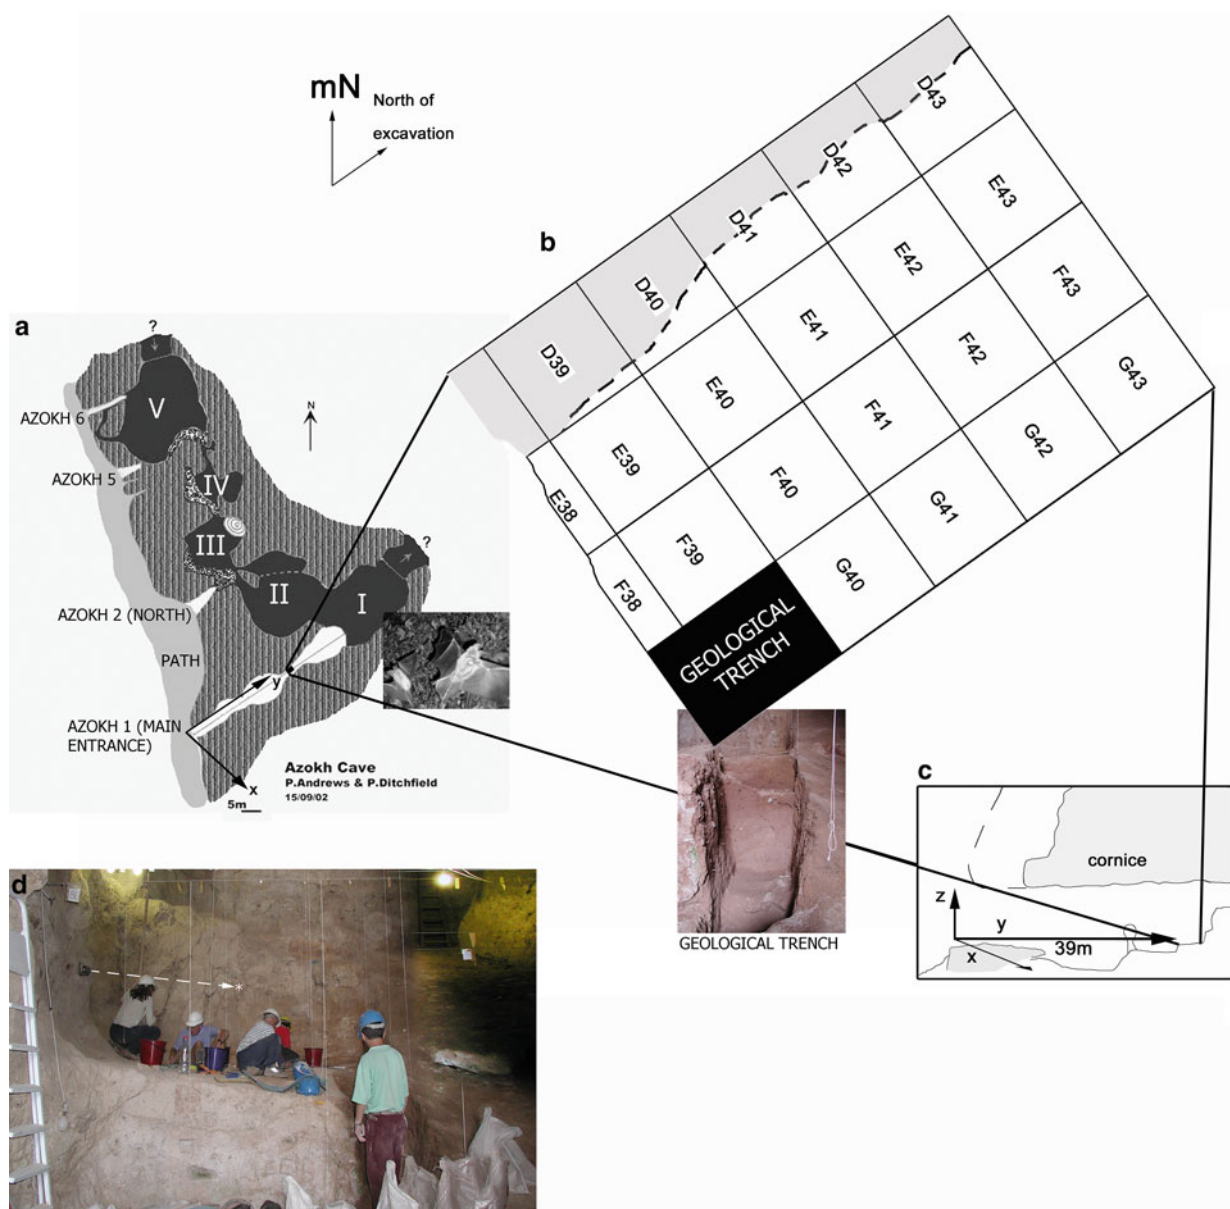 mN
North of
excavation
b
D43
D42
D41
D40
D39
E43
E42
E41
E40
E39
E38
F43
F42
F41
F40
F39
F38
G43
G42
G41
G40
GEOLOGICAL
TRENCH
a
?
N
AZOKH 6
V
AZOKH 5
IV
III
?
AZOKH 2 (NORTH)
II
I
PATH
y
AZOKH 1 (MAIN
ENTRANCE)
x
Azokh Cave
P.Andrews & P.Ditchfield
15/09/02
5m
GEOLOGICAL TRENCH
c
cornice
z
y
39m
x
d
*